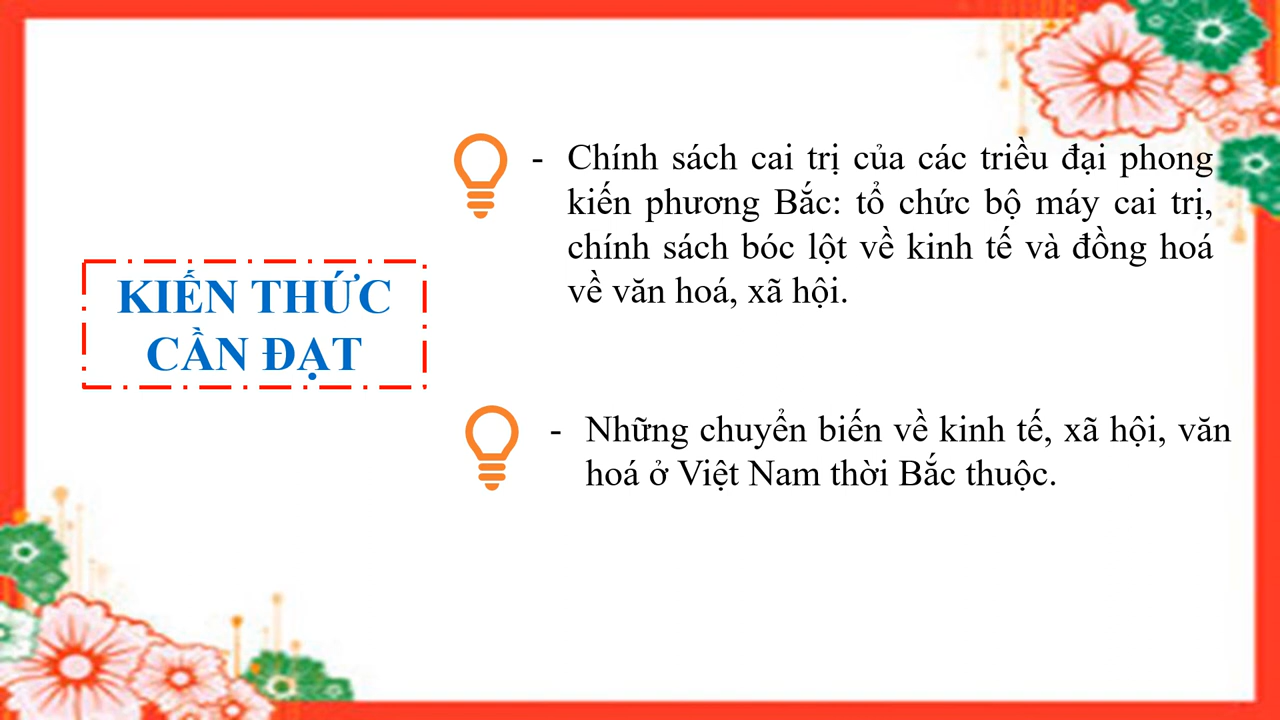 KIẾN THỨC
CẦN ĐẠT
- Chính sách cai trị của các triều đại phong
kiến phương Bắc: tổ chức bộ máy cai trị,
chính sách bóc lột về kinh tế và đồng hoá
về văn hoá, xã hội.
- Những chuyển biến về kinh tế, xã hội, văn
hoá ở Việt Nam thời Bắc thuộc.